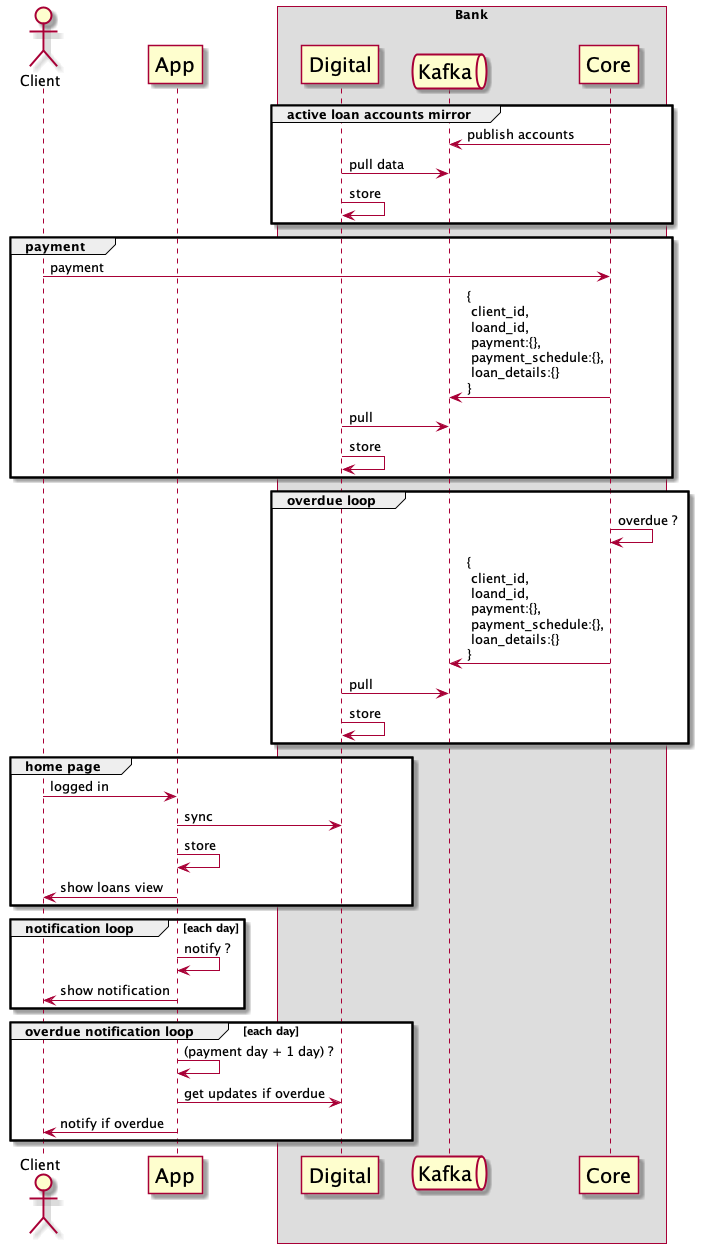 Bank
Client
App
Digital
Kafka
Core
active loan accounts mirror
publish accounts
pull data
store
payment
payment
{
client_id,
loand_id,
payment:{},
payment_schedule:{},
loan_details:{}
}
pull
store
overdue loop
overdue ?
{
client_id,
loand_id,
payment:{},
payment_schedule:{},
loan_details:{}
}
pull
store
home page
logged in
sync
store
show loans view
notification loop [each day]
notify ?
show notification
overdue notification loop [each day]
(payment day + 1 day) ?
get updates if overdue
notify if overdue
Client
App
Digital
Kafka
Core